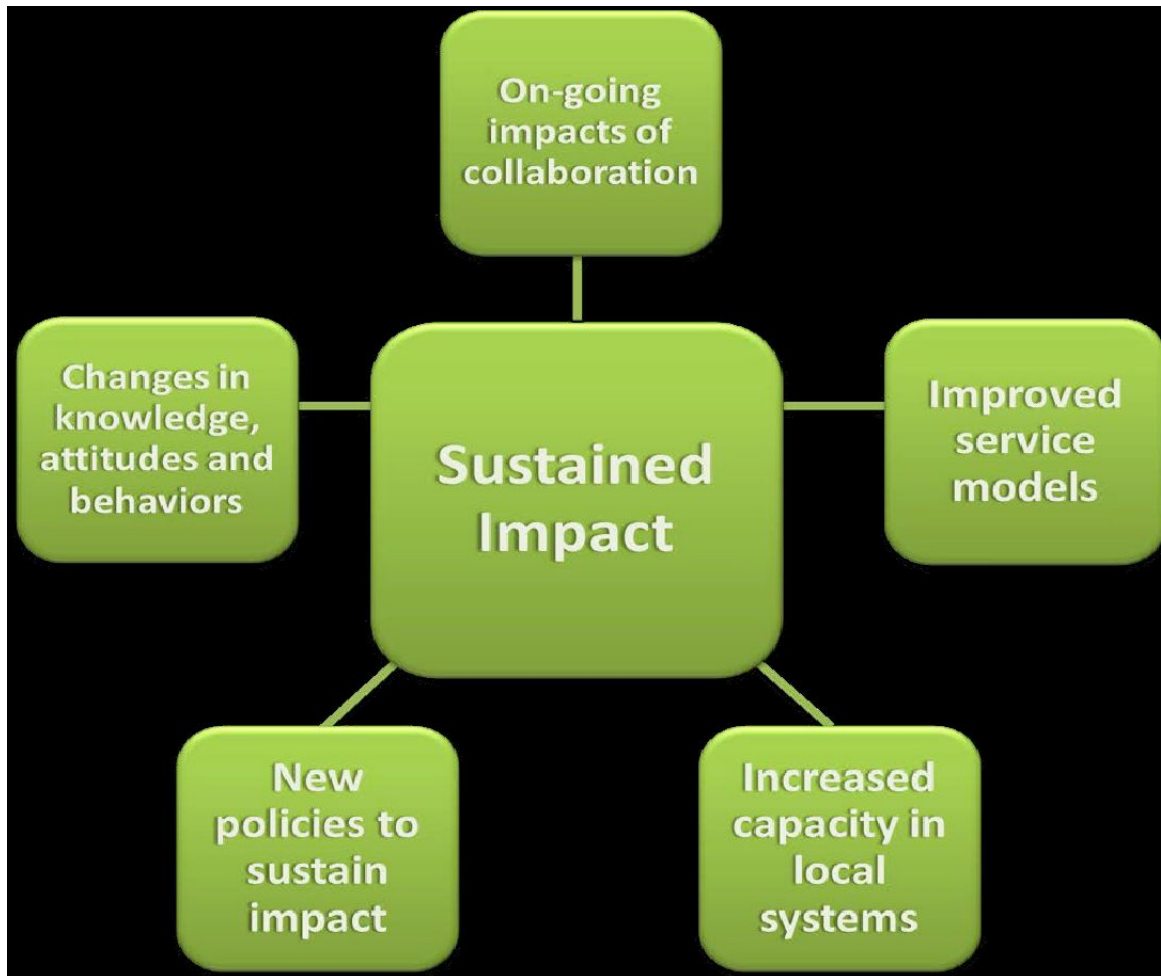 On-going
impacts of
collaboration
Changes in
knowledge,
attitudes and
behaviors
Sustained
Impact
Improved
service
models
New
policies to
sustain
impact
Increased
capacity in
local
systems